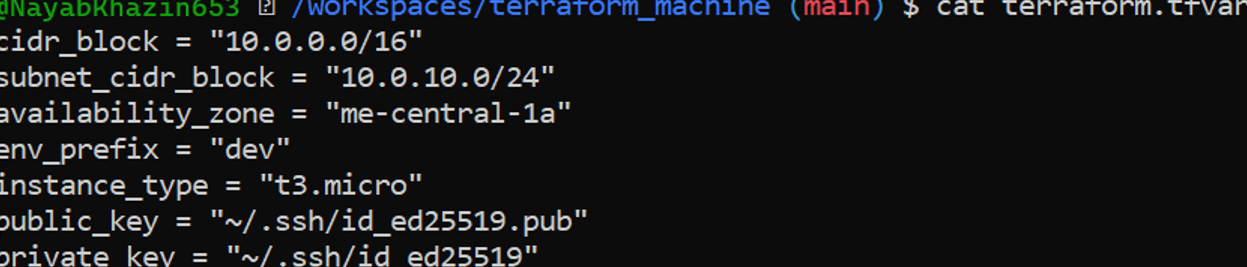 @NayabKhazin653 /workspaces/terraform_machine (main) $ cat terraform.tfvar
cidr_block = "10.0.0.0/16"
subnet_cidr_block = "10.0.10.0/24"
availability_zone = "me-central-1a"
env_prefix = "dev"
instance_type = "t3.micro"
public_key = "~/.ssh/id_ed25519.pub"
private_key = "~/.ssh/id_ed25519"